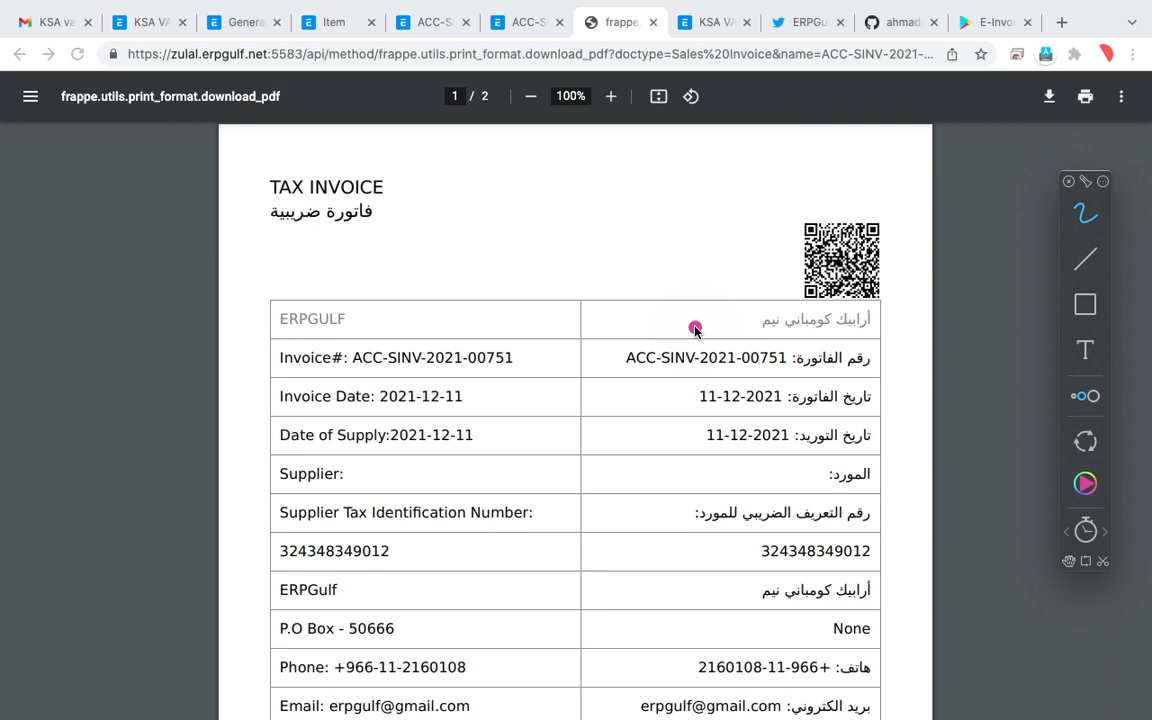 KSA va
KSA VA
Genera
Item
ACC-S
ACC-S
frappe
KSA VA
ERPGu
ahmad
E-Invoi
https://zulal.erpgulf.net:5583/api/method/frappe.utils.print_format.download_pdf?doctype=Sales%20Invoice&name=ACC-SINV-2021-...
frappe.utils.print_format.download_pdf
1 / 2
100%
TAX INVOICE
فاتورة ضريبية
ERPGULF
أرابيك كومباني نيم
Invoice#: ACC-SINV-2021-00751
رقم الفاتورة: ACC-SINV-2021-00751
Invoice Date: 2021-12-11
تاريخ الفاتورة: 2021-12-11
Date of Supply:2021-12-11
تاريخ التوريد: 2021-12-11
Supplier:
المورد:
Supplier Tax Identification Number:
رقم التعريف الضريبي للمورد:
324348349012
324348349012
ERPGulf
أرابيك كومباني نيم
P.O Box - 50666
None
Phone: +966-11-2160108
هاتف: +966-11-2160108
Email: erpgulf@gmail.com
بريد الكتروني: erpgulf@gmail.com
T